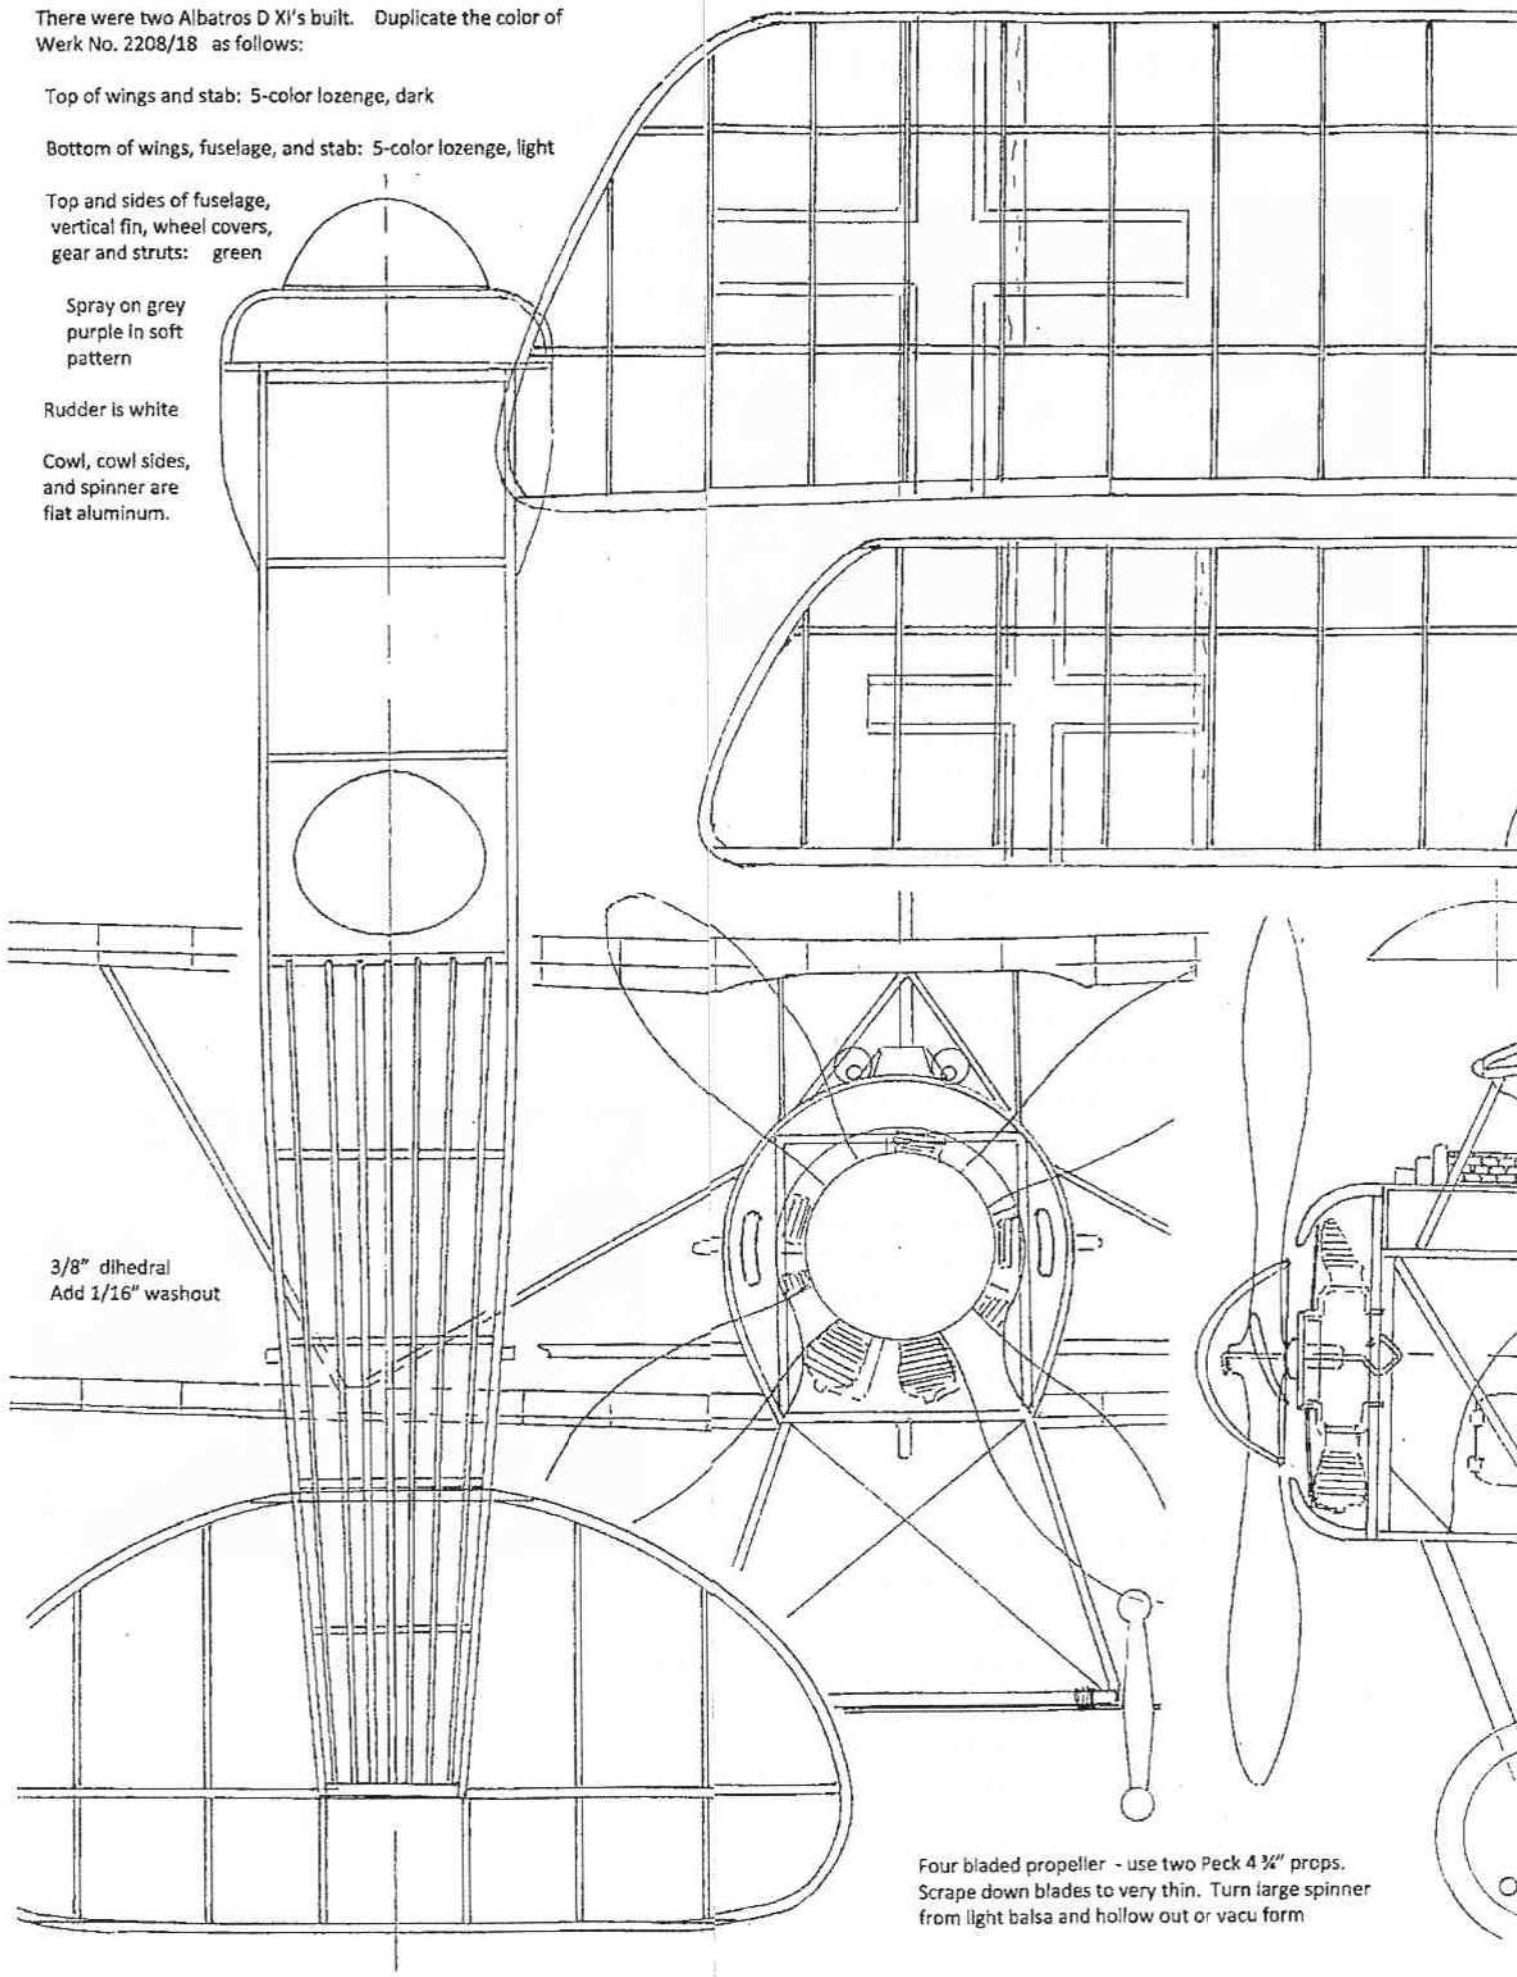 There were two Albatros D XI's built.   Duplicate the color of
Werk No. 2208/18   as follows:
Top of wings and stab:  5-color lozenge, dark
Bottom of wings, fuselage, and stab:  5-color lozenge, light
Top and sides of fuselage,
vertical fin, wheel covers,
gear and struts:    green
Spray on grey
purple in soft
pattern
Rudder is white
Cowl, cowl sides,
and spinner are
flat aluminum.
3/8"  dihedral
Add 1/16" washout
Four bladed propeller  - use two Peck 4 ¾" props.
Scrape down blades to very thin.  Turn large spinner
from light balsa and hollow out or vacu form